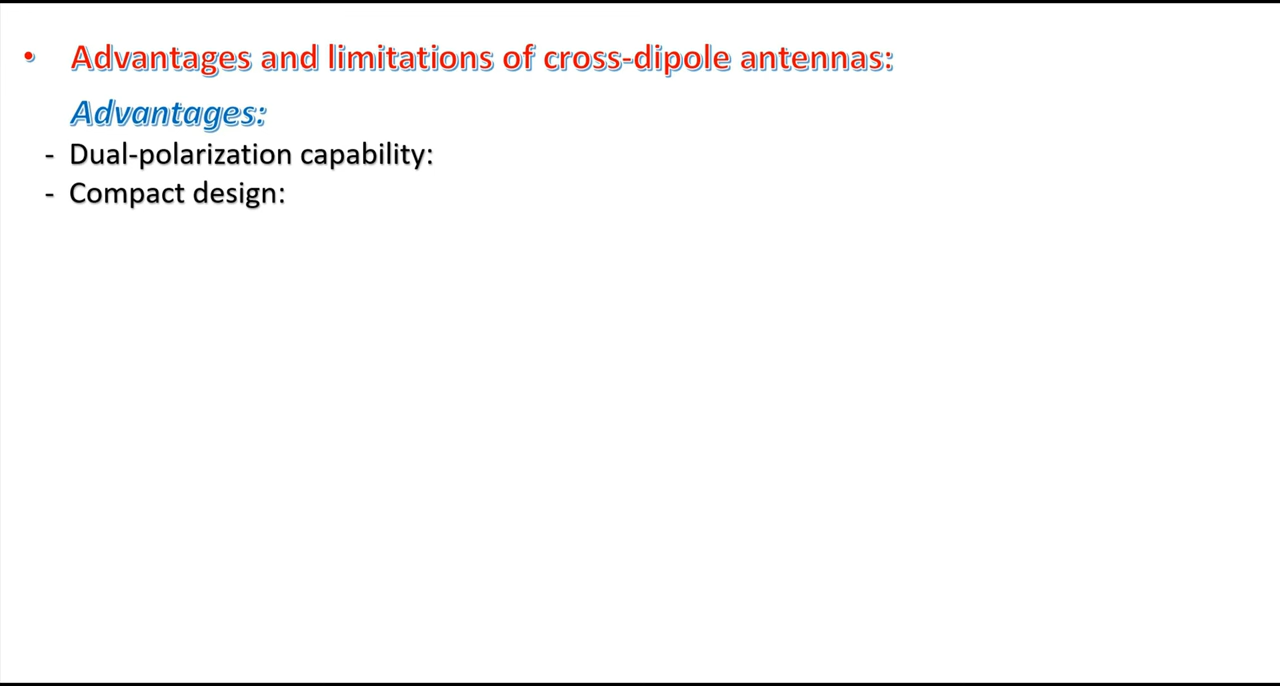 • Advantages and limitations of cross-dipole antennas:
Advantages:
- Dual-polarization capability:
- Compact design: